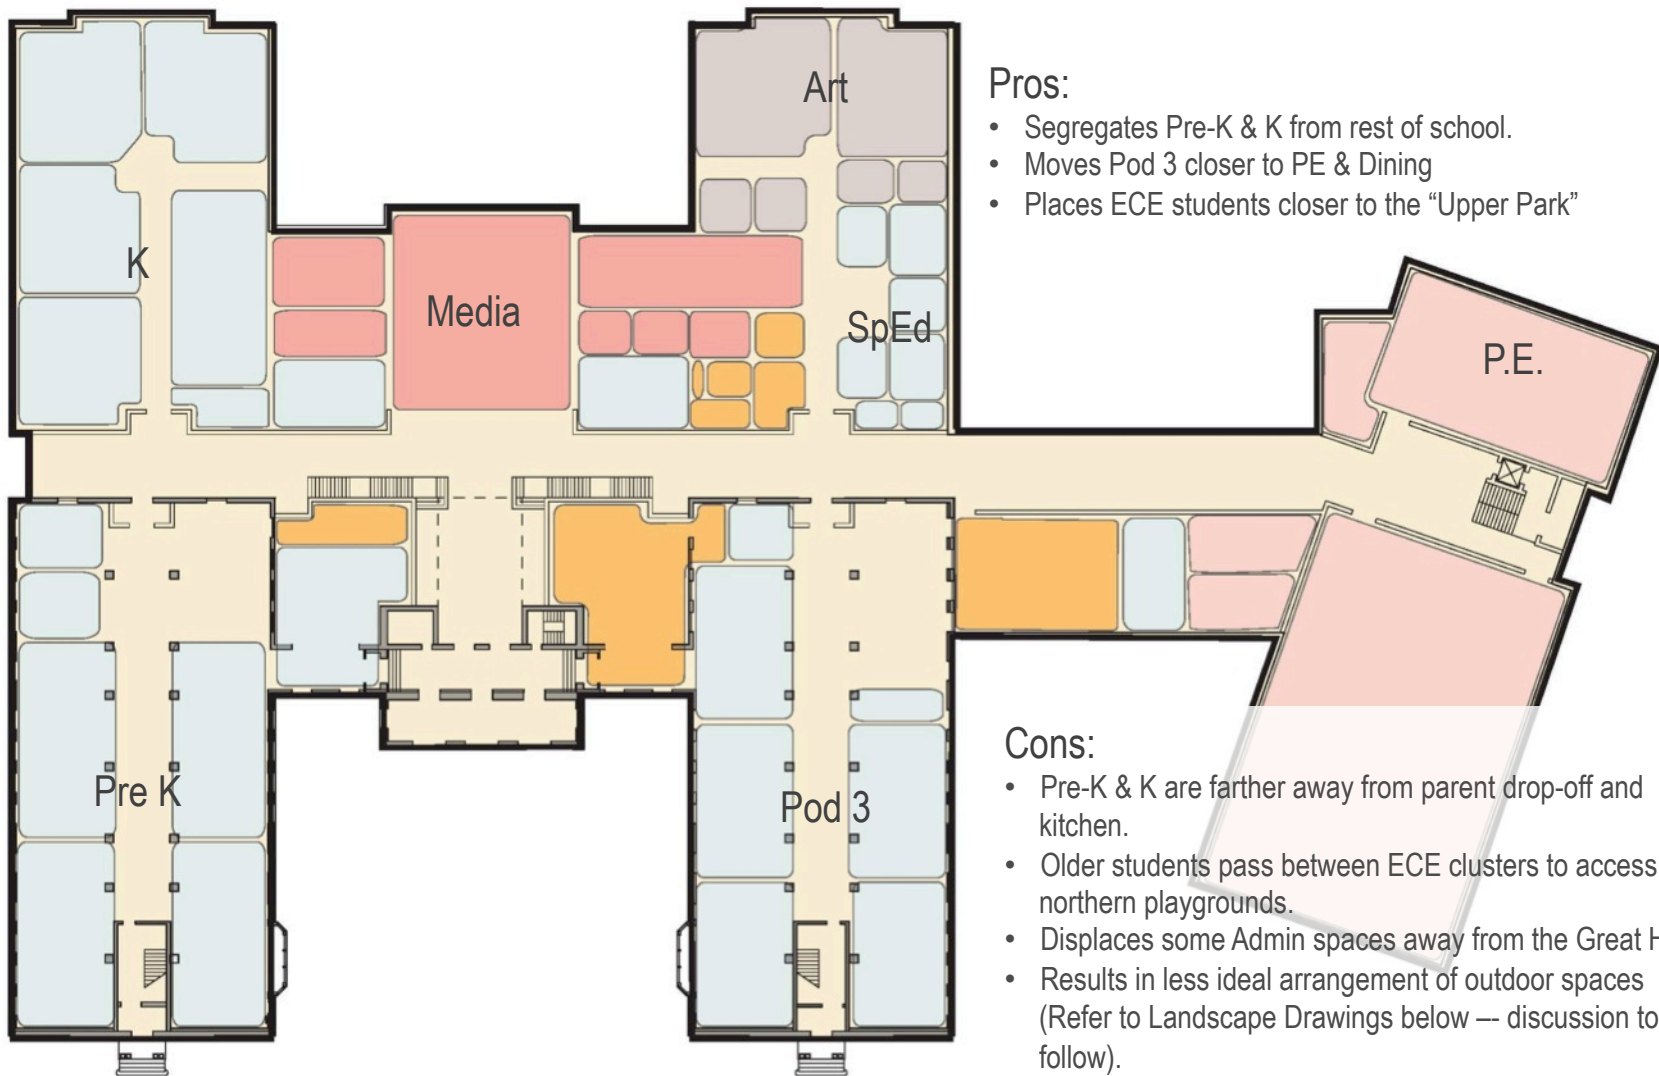 Art
K
Media
SpEd
P.E.
Pre K
Pod 3
Pros:
• Segregates Pre-K & K from rest of school.
• Moves Pod 3 closer to PE & Dining
• Places ECE students closer to the “Upper Park”
Cons:
• Pre-K & K are farther away from parent drop-off and
kitchen.
• Older students pass between ECE clusters to access
northern playgrounds.
• Displaces some Admin spaces away from the Great
• Results in less ideal arrangement of outdoor spaces
(Refer to Landscape Drawings below –- discussion to
follow).